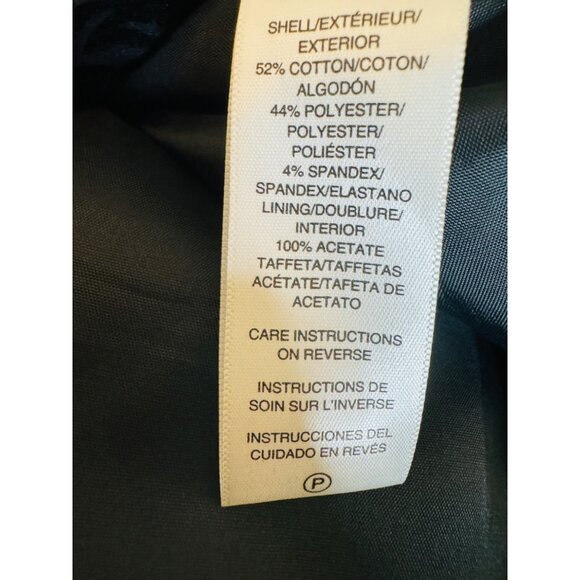 SHELL/EXTÉRIEUR/
EXTERIOR
52% COTTON/COTON/
ALGODÓN
44% POLYESTER/
POLYESTER/
POLIÉSTER
4% SPANDEX/
SPANDEX/ELASTANO
LINING/DOUBLURE/
INTERIOR
100% ACETATE
TAFFETA/TAFFETAS
ACÉTATE/TAFETA DE
ACETATO
CARE INSTRUCTIONS
ON REVERSE
INSTRUCTIONS DE
SOIN SUR L'INVERSE
INSTRUCCIONES DEL
CUIDADO EN REVÉS
P